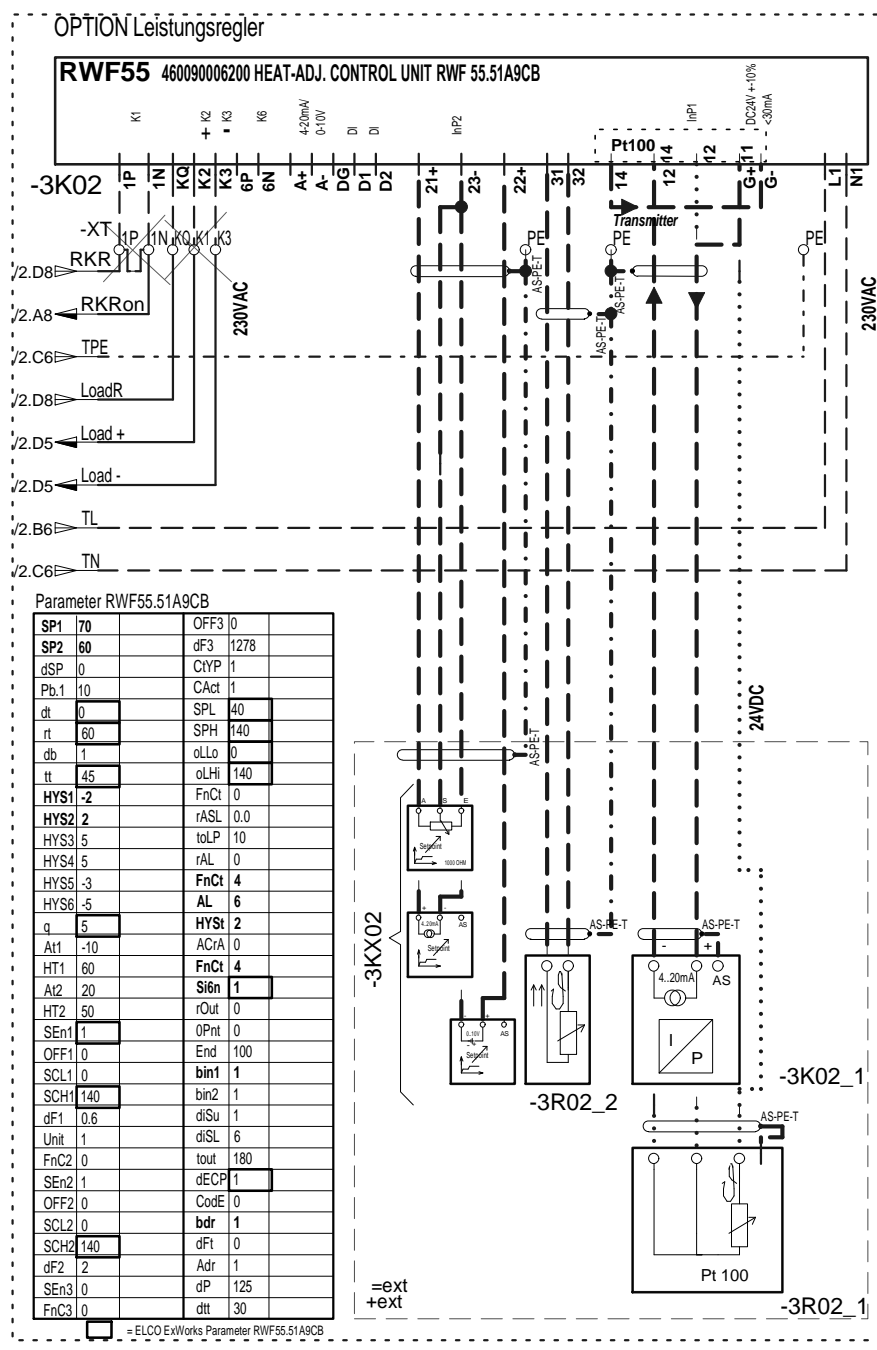 OPTION Leistungsregler
RWF55 460090006200 HEAT-ADJ. CONTROL UNIT RWF 55.51A9CB
K1 + K2 - K3 K6 4-20mA/ 0-10V DI DI InP2 InP1 DC24V +-10% <30mA
Pt100 14 12 11
-3K02 1P 1N KQ K2 K3 6P 6N A+ A- DG D1 D2 21+ 23- 22+ 31 32 14 12 G+ G- L1 N1
Transmitter
-XT 1P 1N KQ K1 K3 PE PE PE
/2.D8 RKR
/2.A8 RKRon
230VAC
230VAC
AS-PE-T
AS-PE-T
AS-PE-T
/2.C6 TPE
/2.D8 LoadR
/2.D5 Load +
/2.D5 Load -
/2.B6 TL
/2.C6 TN
Parameter RWF55.51A9CB
SP1 70 OFF3 0
SP2 60 dF3 1278
dSP 0 CtYP 1
Pb.1 10 CAct 1
dt 0 SPL 40
rt 60 SPH 140
db 1 oLLo 0
tt 45 oLHi 140
HYS1 -2 FnCt 0
HYS2 2 rASL 0.0
HYS3 5 toLP 10
HYS4 5 rAL 0
HYS5 -3 FnCt 4
HYS6 -5 AL 6
q 5 HYSt 2
At1 -10 ACrA 0
HT1 60 FnCt 4
At2 20 Si6n 1
HT2 50 rOut 0
SEn1 1 0Pnt 0
OFF1 0 End 100
SCL1 0 bin1 1
SCH1 140 bin2 1
dF1 0.6 diSu 1
Unit 1 diSL 6
FnC2 0 tout 180
SEn2 1 dECP 1
OFF2 0 CodE 0
SCL2 0 bdr 1
SCH2 140 dFt 0
dF2 2 Adr 1
SEn3 0 dP 125
FnC3 0 dtt 30
= ELCO ExWorks Parameter RWF55.51A9CB
24VDC
AS-PE-T
A S E
Setpoint
1000 OHM
-3KX02
+ - AS
4..20mA
Setpoint
- + AS
0..10V
Setpoint
AS-PE-T
-3R02_2
AS-PE-T
- + AS
4..20mA
I
P
-3K02_1
AS-PE-T
Pt 100
-3R02_1
=ext
+ext